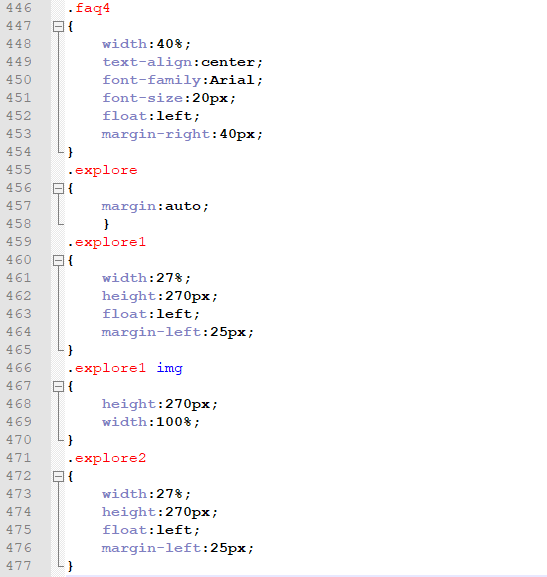 446 .faq4
447 {
448 width:40%;
449 text-align:center;
450 font-family:Arial;
451 font-size:20px;
452 float:left;
453 margin-right:40px;
454 }
455 .explore
456 {
457 margin:auto;
458 }
459 .explore1
460 {
461 width:27%;
462 height:270px;
463 float:left;
464 margin-left:25px;
465 }
466 .explore1 img
467 {
468 height:270px;
469 width:100%;
470 }
471 .explore2
472 {
473 width:27%;
474 height:270px;
475 float:left;
476 margin-left:25px;
477 }